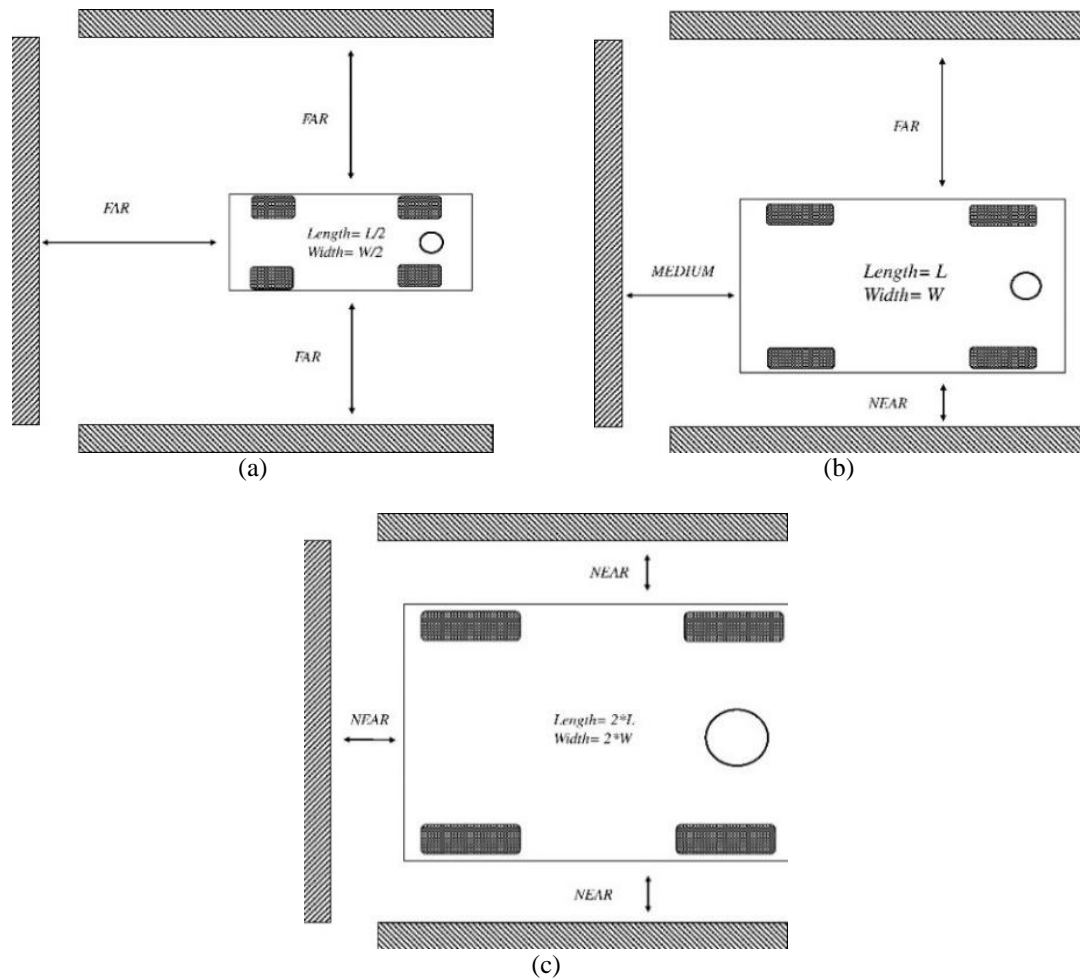 FAR
FAR
Length= L/2
Width= W/2
FAR
(a)
FAR
MEDIUM
Length= L
Width= W
NEAR
(b)
NEAR
NEAR
Length= 2*L
Width= 2*W
NEAR
(c)